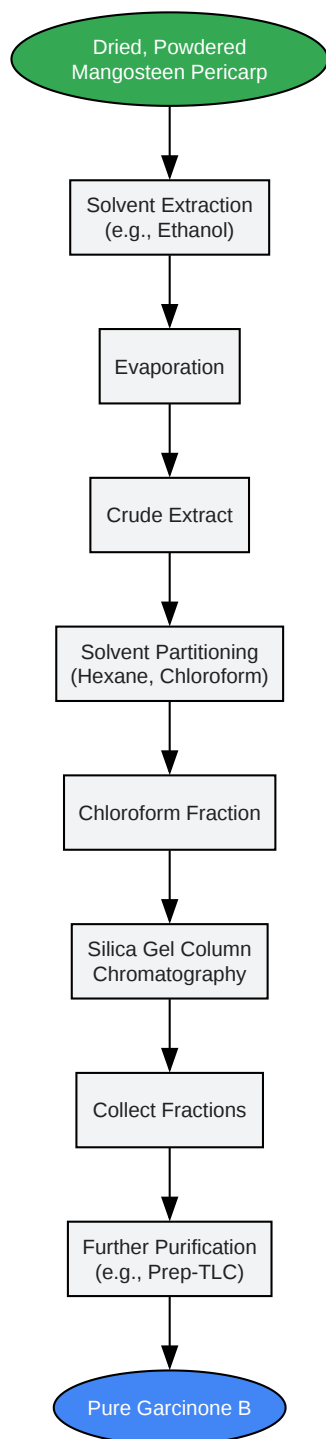 Dried, Powdered
Mangosteen Pericarp
Solvent Extraction
(e.g., Ethanol)
Evaporation
Crude Extract
Solvent Partitioning
(Hexane, Chloroform)
Chloroform Fraction
Silica Gel Column
Chromatography
Collect Fractions
Further Purification
(e.g., Prep-TLC)
Pure Garcinone B